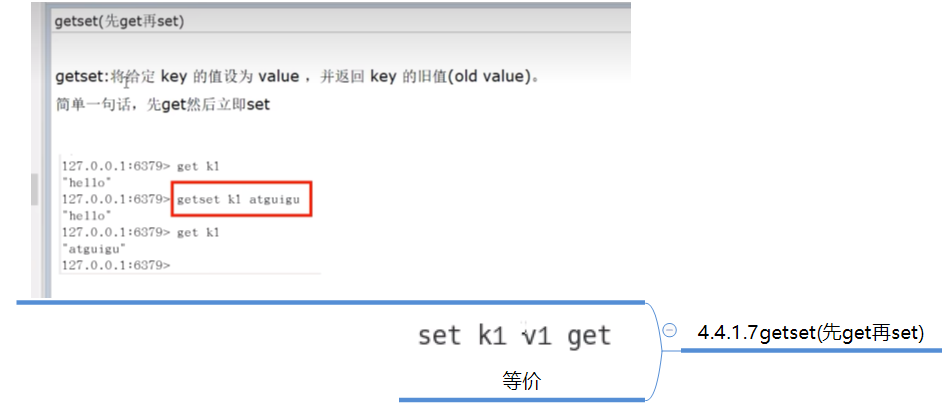 getset(先get再set)
getset:将给定 key 的值设为 value ，并返回 key 的旧值(old value)。
简单一句话，先get然后立即set
127.0.0.1:6379> get k1
"hello"
127.0.0.1:6379> getset k1 atguigu
"hello"
127.0.0.1:6379> get k1
"atguigu"
127.0.0.1:6379>
set k1 v1 get
等价
4.4.1.7getset(先get再set)